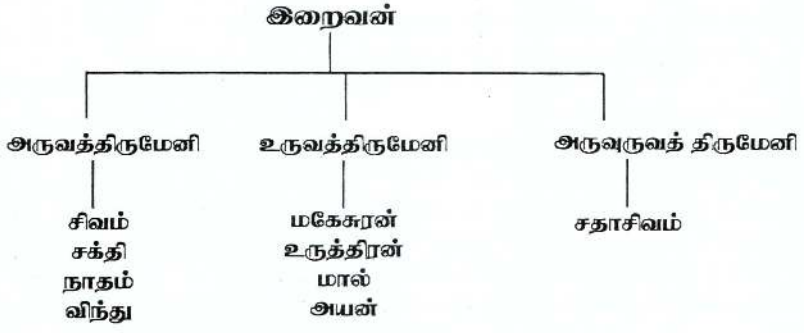 இறைவன்
அருவத்திருமேனி உருவத்திருமேனி அருவுருவத் திருமேனி
சிவம் மகேசுரன் சதாசிவம்
சக்தி உருத்திரன்
நாதம் மால்
விந்து அயன்